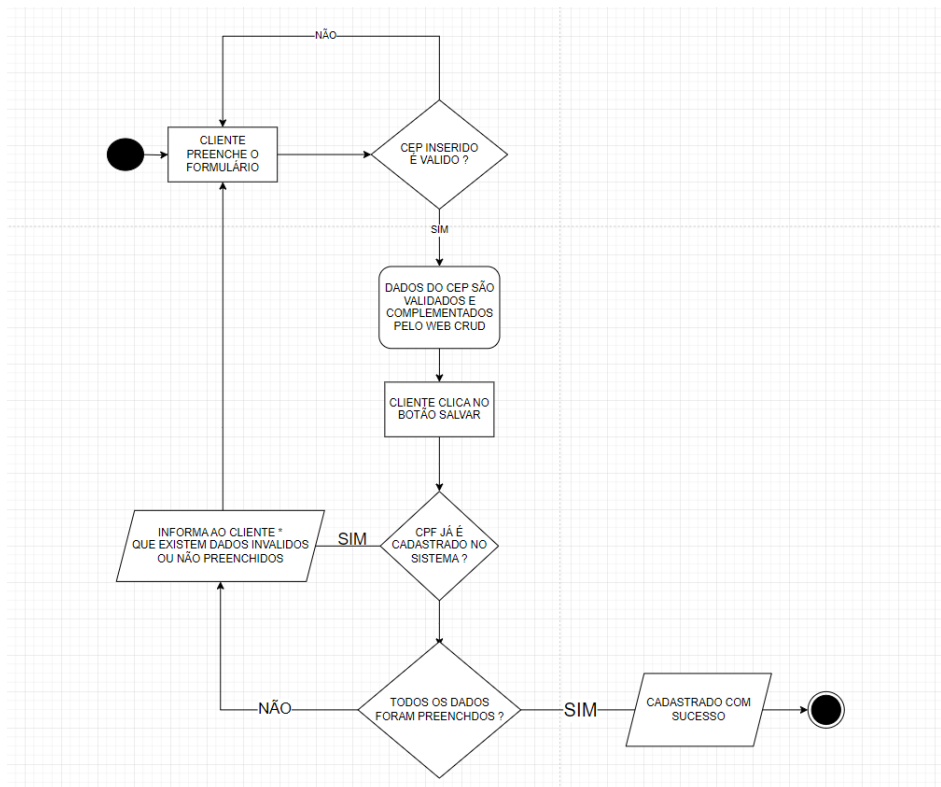 NÃO
CLIENTE
PREENCHE O
FORMULÁRIO
CEP INSERIDO
É VALIDO ?
SIM
DADOS DO CEP SÃO
VALIDADOS E
COMPLEMENTADOS
PELO WEB CRUD
CLIENTE CLICA NO
BOTÃO SALVAR
CPF JÁ É
CADASTRADO NO
SISTEMA ?
SIM
INFORMA AO CLIENTE *
QUE EXISTEM DADOS INVALIDOS
OU NÃO PREENCHIDOS
TODOS OS DADOS
FORAM PREENCHDOS ?
NÃO
SIM
CADASTRADO COM
SUCESSO